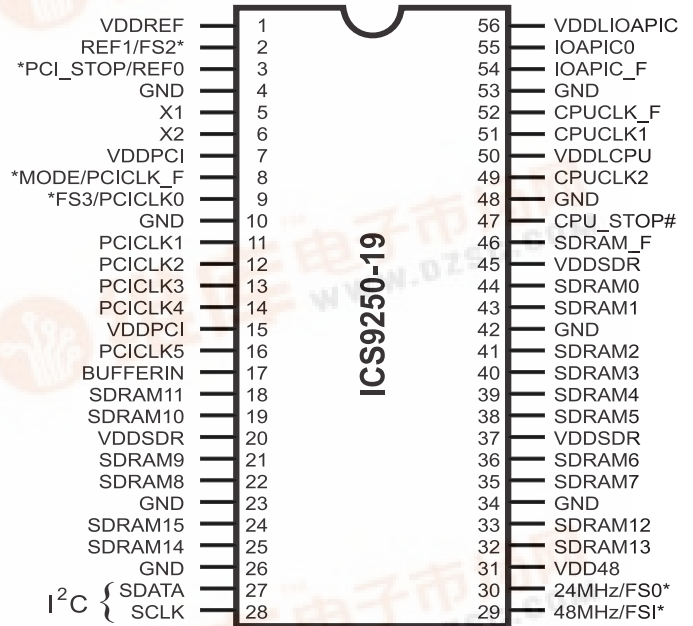 VDDREF 1 56 VDDLIOAPIC
REF1/FS2* 2 55 IOAPIC0
*PCI_STOP/REF0 3 54 IOAPIC_F
GND 4 53 GND
X1 5 52 CPUCLK_F
X2 6 51 CPUCLK1
VDDPCI 7 50 VDDLCPU
*MODE/PCICLK_F 8 49 CPUCLK2
*FS3/PCICLK0 9 48 GND
GND 10 47 CPU_STOP#
PCICLK1 11 46 SDRAM_F
PCICLK2 12 45 VDDSDR
PCICLK3 13 44 SDRAM0
PCICLK4 14 43 SDRAM1
VDDPCI 15 42 GND
PCICLK5 16 41 SDRAM2
BUFFERIN 17 40 SDRAM3
SDRAM11 18 39 SDRAM4
SDRAM10 19 38 SDRAM5
VDDSDR 20 37 VDDSDR
SDRAM9 21 36 SDRAM6
SDRAM8 22 35 SDRAM7
GND 23 34 GND
SDRAM15 24 33 SDRAM12
SDRAM14 25 32 SDRAM13
GND 26 31 VDD48
SDATA 27 30 24MHz/FS0*
SCLK 28 29 48MHz/FSI*
I²C {
ICS9250-19